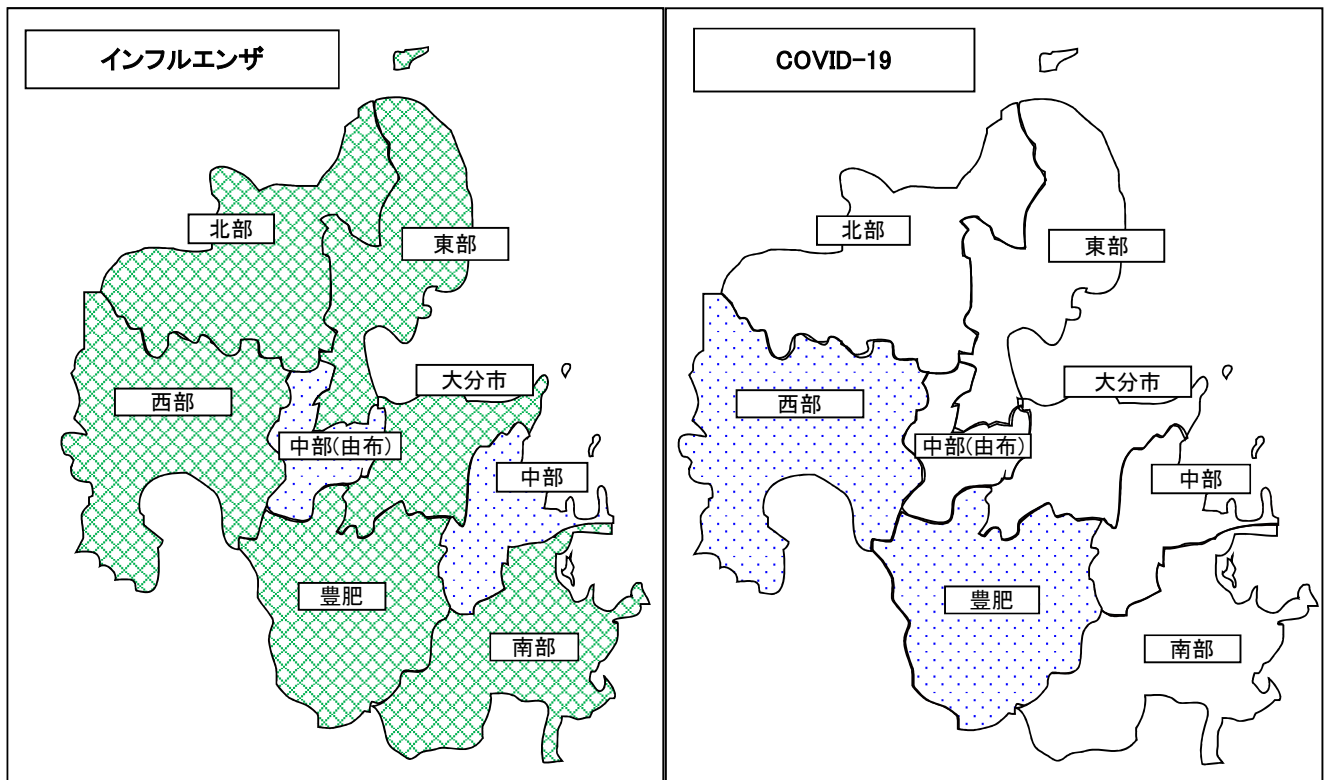 インフルエンザ
北部
東部
大分市
西部
中部(由布)
中部
豊肥
南部
COVID-19
北部
東部
大分市
西部
中部(由布)
中部
豊肥
南部